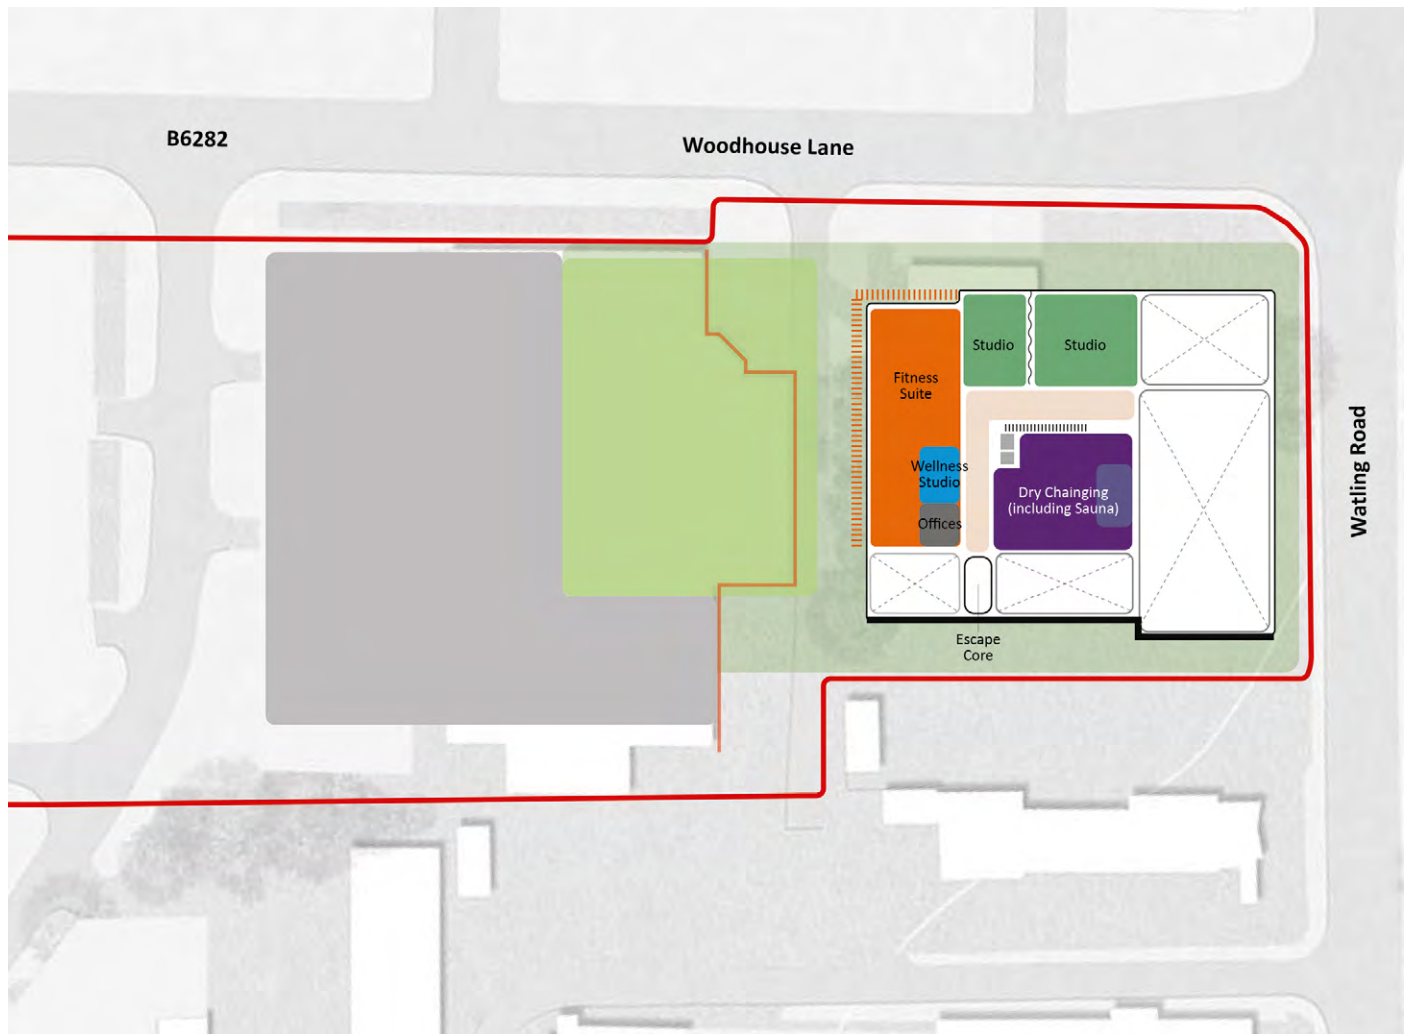 B6282
Woodhouse Lane
Studio
Studio
Fitness
Suite
Wellness
Studio
Offices
Dry Chainging
(including Sauna)
Escape
Core
Watling Road